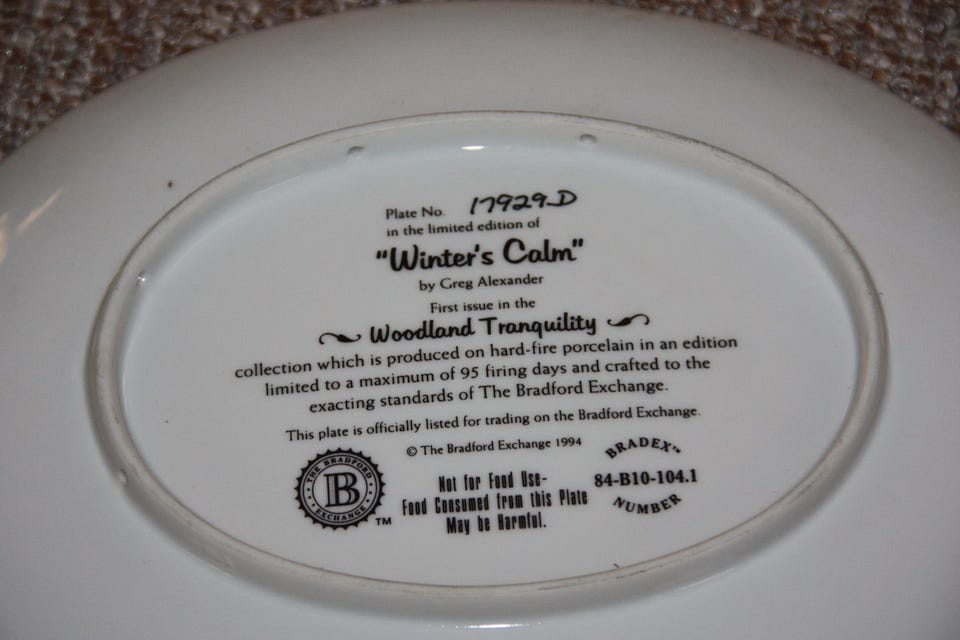 Plate No. 17929D
in the limited edition of
"Winter's Calm"
by Greg Alexander
First issue in the
Woodland Tranquility
collection which is produced on hard-fire porcelain in an edition
limited to a maximum of 95 firing days and crafted to the
exacting standards of The Bradford Exchange.
This plate is officially listed for trading on the Bradford Exchange.
© The Bradford Exchange 1994
THE BRADFORD
B
EXCHANGE
TM
Not for Food Use-
Food Consumed from this Plate
May be Harmful.
BRADEX™
84-B10-104.1
NUMBER